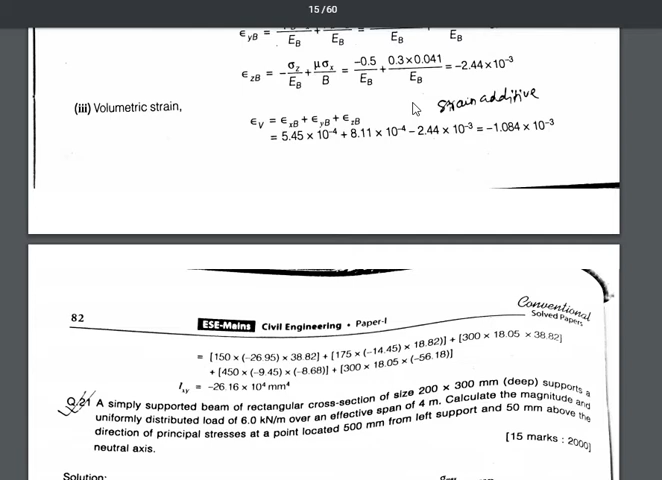 15 /60
ϵyB = E_B + E_B = E_B E_B
ϵzB = −σz/E_B + μσx/B = −0.5/E_B + 0.3×0.041/E_B = −2.44×10⁻³
(iii) Volumetric strain,
strain additive
ϵv = ϵxB + ϵyB + ϵzB
= 5.45 × 10⁻⁴ + 8.11 × 10⁻⁴ − 2.44 × 10⁻³ = −1.084 × 10⁻³
82
ESE-Mains Civil Engineering • Paper-I
Conventional
Solved Papers
= [150 × (−26.95) × 38.82] + [175 × (−14.45) × 18.82)] + [300 × 18.05 × 38.82]
+ [450 × (−9.45) × (−8.68)] + [300 × 18.05 × (−56.18)]
Ixy = −26.16 × 10⁴ mm⁴
Q.21 A simply supported beam of rectangular cross-section of size 200 × 300 mm (deep) supports a
uniformly distributed load of 6.0 kN/m over an effective span of 4 m. Calculate the magnitude and
direction of principal stresses at a point located 500 mm from left support and 50 mm above the
neutral axis.
[15 marks : 2000]
Solution: